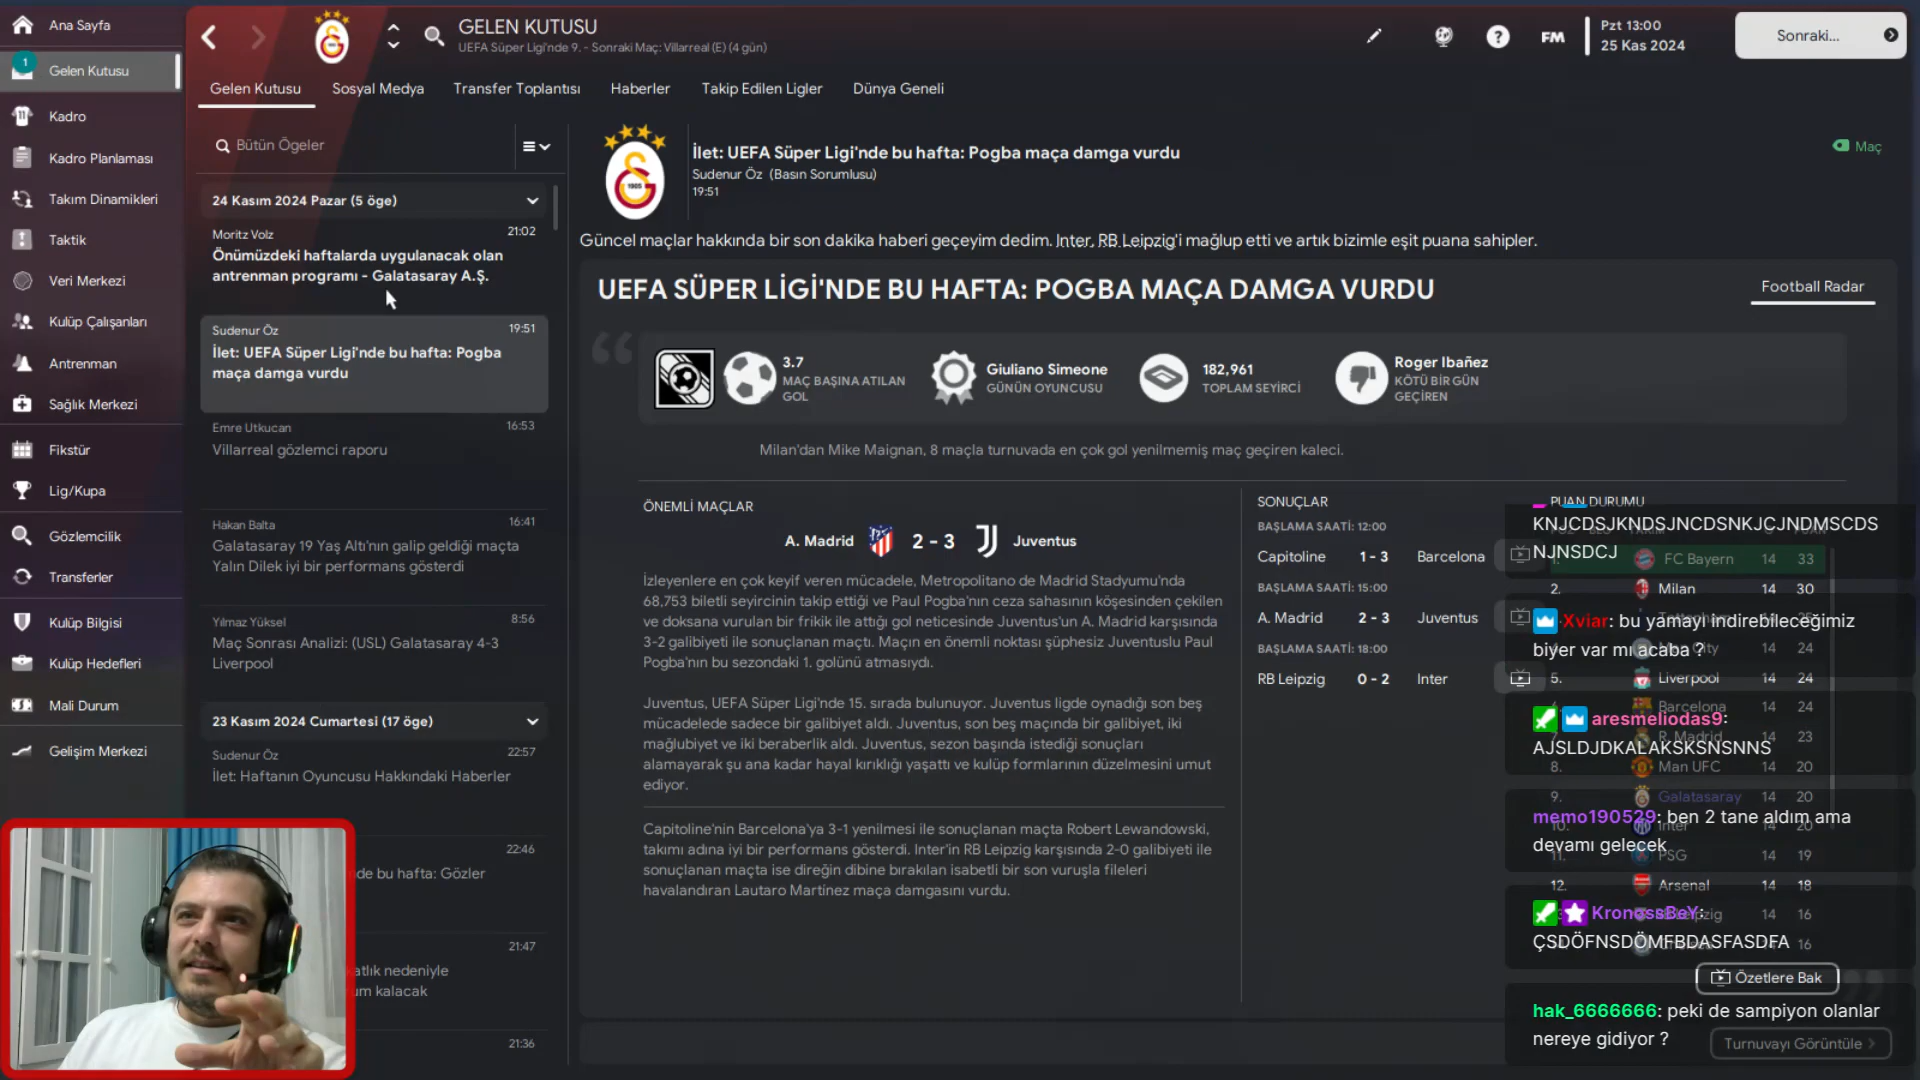 Ana Sayfa
1
Gelen Kutusu
Kadro
Kadro Planlaması
Takım Dinamikleri
Taktik
Veri Merkezi
Kulüp Çalışanları
Antrenman
Sağlık Merkezi
Fikstür
Lig/Kupa
Gözlemcilik
Transferler
Kulüp Bilgisi
Kulüp Hedefleri
Mali Durum
Gelişim Merkezi
GELEN KUTUSU
UEFA Süper Ligi'nde 9. - Sonraki Maç: Villarreal (E) (4 gün)
FM
Pzt 13:00
25 Kas 2024
Sonraki...
Gelen Kutusu
Sosyal Medya
Transfer Toplantısı
Haberler
Takip Edilen Ligler
Dünya Geneli
Bütün Ögeler
24 Kasım 2024 Pazar (5 öge)
Moritz Volz
21:02
Önümüzdeki haftalarda uygulanacak olan
antrenman programı - Galatasaray A.Ş.
Sudenur Öz
19:51
İlet: UEFA Süper Ligi'nde bu hafta: Pogba
maça damga vurdu
Emre Utkucan
16:53
Villarreal gözlemci raporu
Hakan Balta
16:41
Galatasaray 19 Yaş Altı'nın galip geldiği maçta
Yalın Dilek iyi bir performans gösterdi
Yılmaz Yüksel
8:56
Maç Sonrası Analizi: (USL) Galatasaray 4-3
Liverpool
23 Kasım 2024 Cumartesi (17 öge)
Sudenur Öz
22:57
İlet: Haftanın Oyuncusu Hakkındaki Haberler
22:46
de bu hafta: Gözler
21:47
nedeniyle
kalacak
21:36
İlet: UEFA Süper Ligi'nde bu hafta: Pogba maça damga vurdu
Sudenur Öz (Basın Sorumlusu)
19:51
Maç
Güncel maçlar hakkında bir son dakika haberi geçeyim dedim. Inter, RB Leipzig'i mağlup etti ve artık bizimle eşit puana sahipler.
UEFA SÜPER LİGİ'NDE BU HAFTA: POGBA MAÇA DAMGA VURDU
Football Radar
3.7
MAÇ BAŞINA ATILAN
GOL
Giuliano Simeone
GÜNÜN OYUNCUSU
182,961
TOPLAM SEYİRCİ
Roger Ibañez
KÖTÜ BİR GÜN
GEÇİREN
Milan'dan Mike Maignan, 8 maçla turnuvada en çok gol yenilmemiş maç geçiren kaleci.
ÖNEMLİ MAÇLAR
A. Madrid 2 - 3 Juventus
İzleyenlere en çok keyif veren mücadele, Metropolitano de Madrid Stadyumu'nda
68,753 biletli seyircinin takip ettiği ve Paul Pogba'nın ceza sahasının köşesinden çekilen
ve doksana vurulan bir frikik ile attığı gol neticesinde Juventus'un A. Madrid karşısında
3-2 galibiyeti ile sonuçlanan maçtı. Maçın en önemli noktası şüphesiz Juventuslu Paul
Pogba'nın bu sezondaki 1. golünü atmasıydı.
Juventus, UEFA Süper Ligi'nde 15. sırada bulunuyor. Juventus ligde oynadığı son beş
mücadelede sadece bir galibiyet aldı. Juventus, son beş maçında bir galibiyet, iki
mağlubiyet ve iki beraberlik aldı. Juventus, sezon başında istediği sonuçları
alamayarak şu ana kadar hayal kırıklığı yaşattı ve kulüp formlarının düzelmesini umut
ediyor.
Capitoline'nin Barcelona'ya 3-1 yenilmesi ile sonuçlanan maçta Robert Lewandowski,
takımı adına iyi bir performans gösterdi. Inter'in RB Leipzig karşısında 2-0 galibiyeti ile
sonuçlanan maçta ise direğin dibine bırakılan isabetli bir son vuruşla fileleri
havalandıran Lautaro Martínez maça damgasını vurdu.
SONUÇLAR
BAŞLAMA SAATİ: 12:00
Capitoline 1 - 3 Barcelona
BAŞLAMA SAATİ: 15:00
A. Madrid 2 - 3 Juventus
BAŞLAMA SAATİ: 18:00
RB Leipzig 0 - 2 Inter
PUAN DURUMU
1. FC Bayern 14 33
2. Milan 14 30
Tottenham 14
City 14 24
5. Liverpool 14 24
Barcelona 14 24
R. Madrid 14 23
8. Man UFC 14 20
9. Galatasaray 14 20
10. Inter 14 20
11. PSG 14 19
12. Arsenal 14 18
14 16
14 16
KNJCDSJKNDSJNCDSNKJCJNDMSCDS
NJNSDCJ
Xviar: bu yamayı indirebileceğimiz
biyer var mı acaba ?
aresmeliodas9:
AJSLDJDKALAKSKSNSNNS
memo190529: ben 2 tane aldım ama
devamı gelecek
KronossBeY:
ÇSDÖFNSDÖMFBDASFASDFA
Özetlere Bak
hak_6666666: peki de sampiyon olanlar
nereye gidiyor ?
Turnuvayı Görüntüle